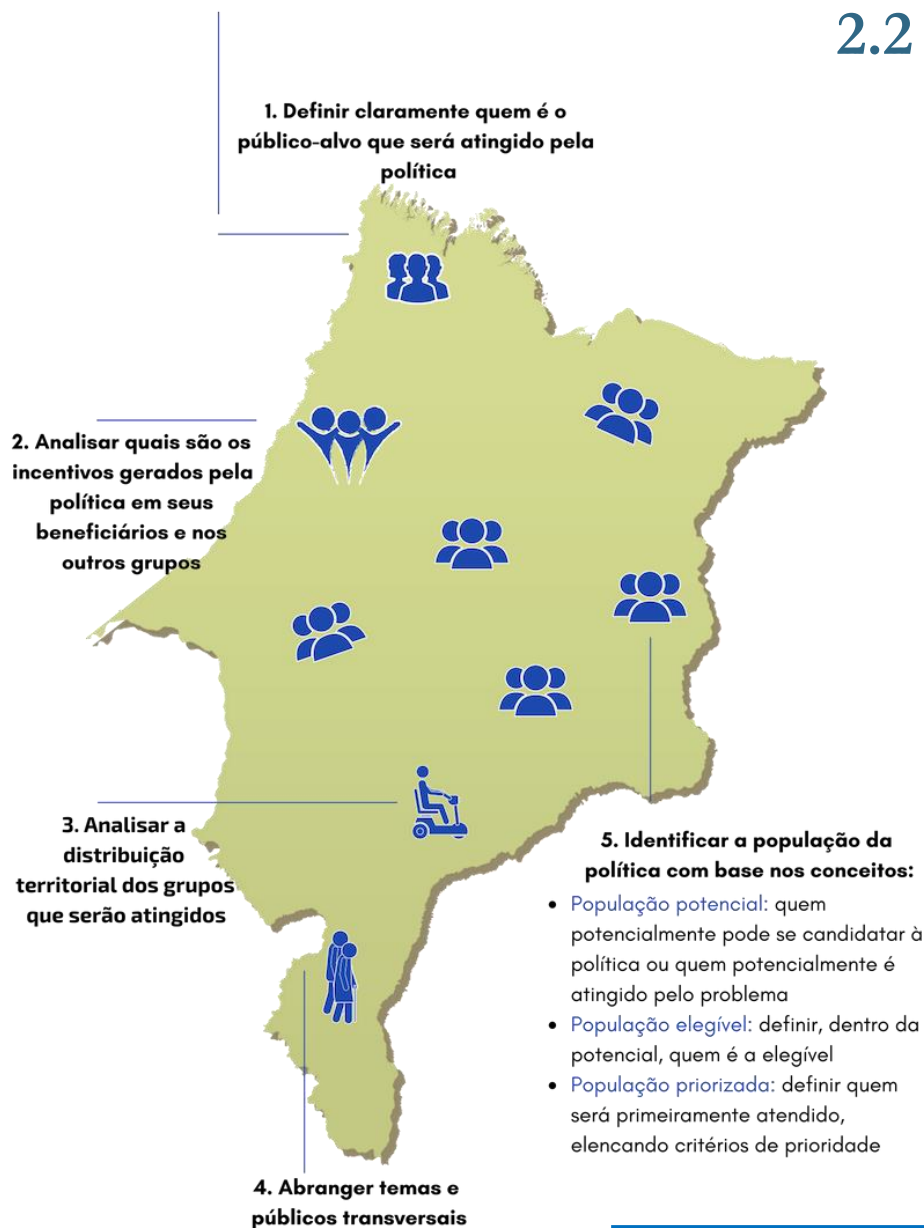 2.2
1. Definir claramente quem é o
público-alvo que será atingido pela
política
2. Analisar quais são os
incentivos gerados pela
política em seus
beneficiários e nos
outros grupos
3. Analisar a
distribuição
territorial dos grupos
que serão atingidos
4. Abranger temas e
públicos transversais
5. Identificar a população da
política com base nos conceitos:
• População potencial: quem
potencialmente pode se candidatar à
política ou quem potencialmente é
atingido pelo problema
• População elegível: definir, dentro da
potencial, quem é a elegível
• População priorizada: definir quem
será primeiramente atendido,
elencando critérios de prioridade